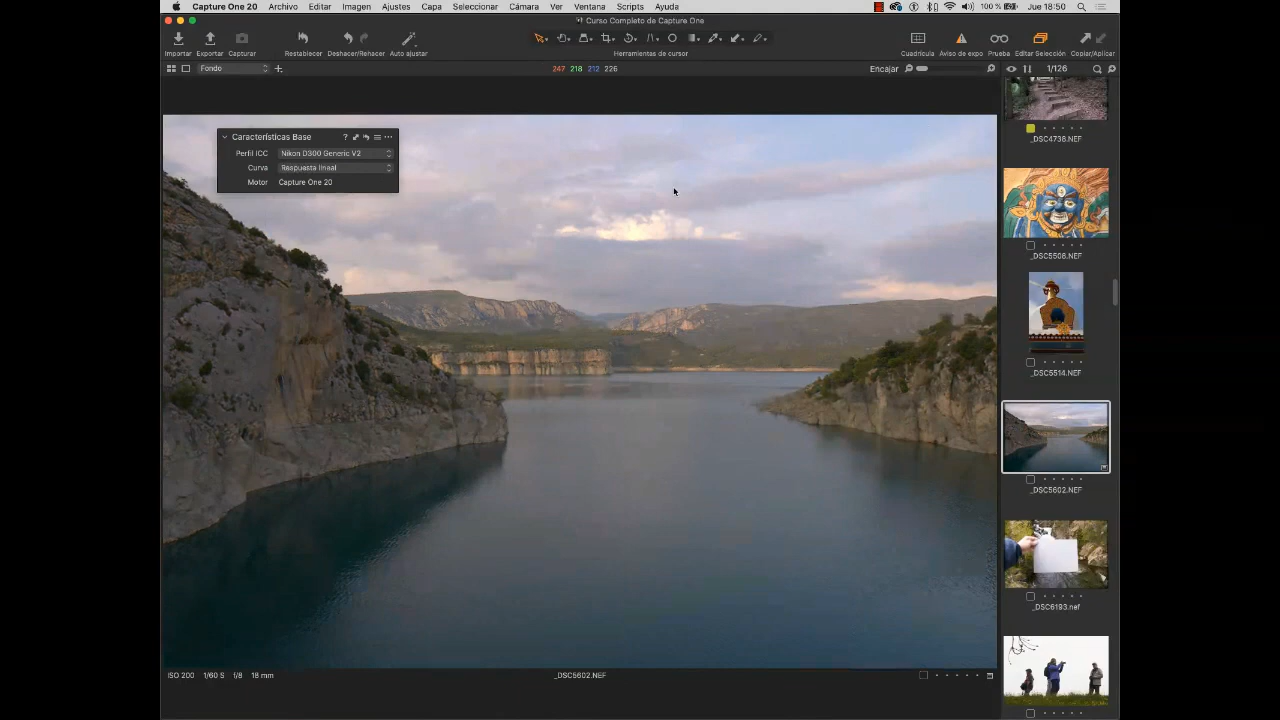 Capture One 20 Archivo Editar Imagen Ajustes Capa Seleccionar Cámara Ver Ventana Scripts Ayuda 100 % Jue 18:50
Curso Completo de Capture One
Importar Exportar Capturar Restablecer Deshacer/Rehacer Auto ajustar Herramientas de cursor Cuadrícula Aviso de expo Prueba Editar Selección Copiar/Aplicar
Fondo 247 218 212 226 Encajar 1/126
Características Base ?
Perfil ICC Nikon D300 Generic V2
Curva Respuesta lineal
Motor Capture One 20
_DSC4738.NEF
_DSC5508.NEF
_DSC5514.NEF
_DSC5602.NEF
_DSC6193.nef
ISO 200 1/60 S f/8 18 mm _DSC5602.NEF